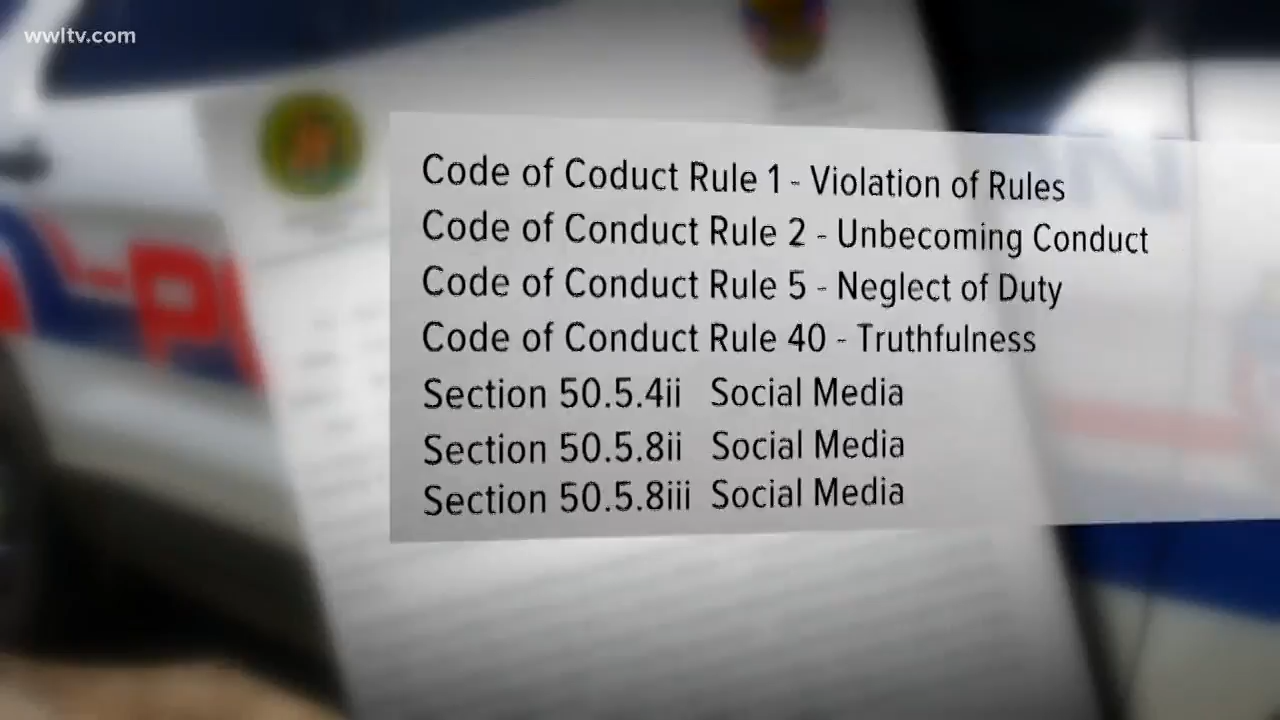 wwltv.com
Code of Coduct Rule 1 - Violation of Rules
Code of Conduct Rule 2 - Unbecoming Conduct
Code of Conduct Rule 5 - Neglect of Duty
Code of Conduct Rule 40 - Truthfulness
Section 50.5.4ii Social Media
Section 50.5.8ii Social Media
Section 50.5.8iii Social Media